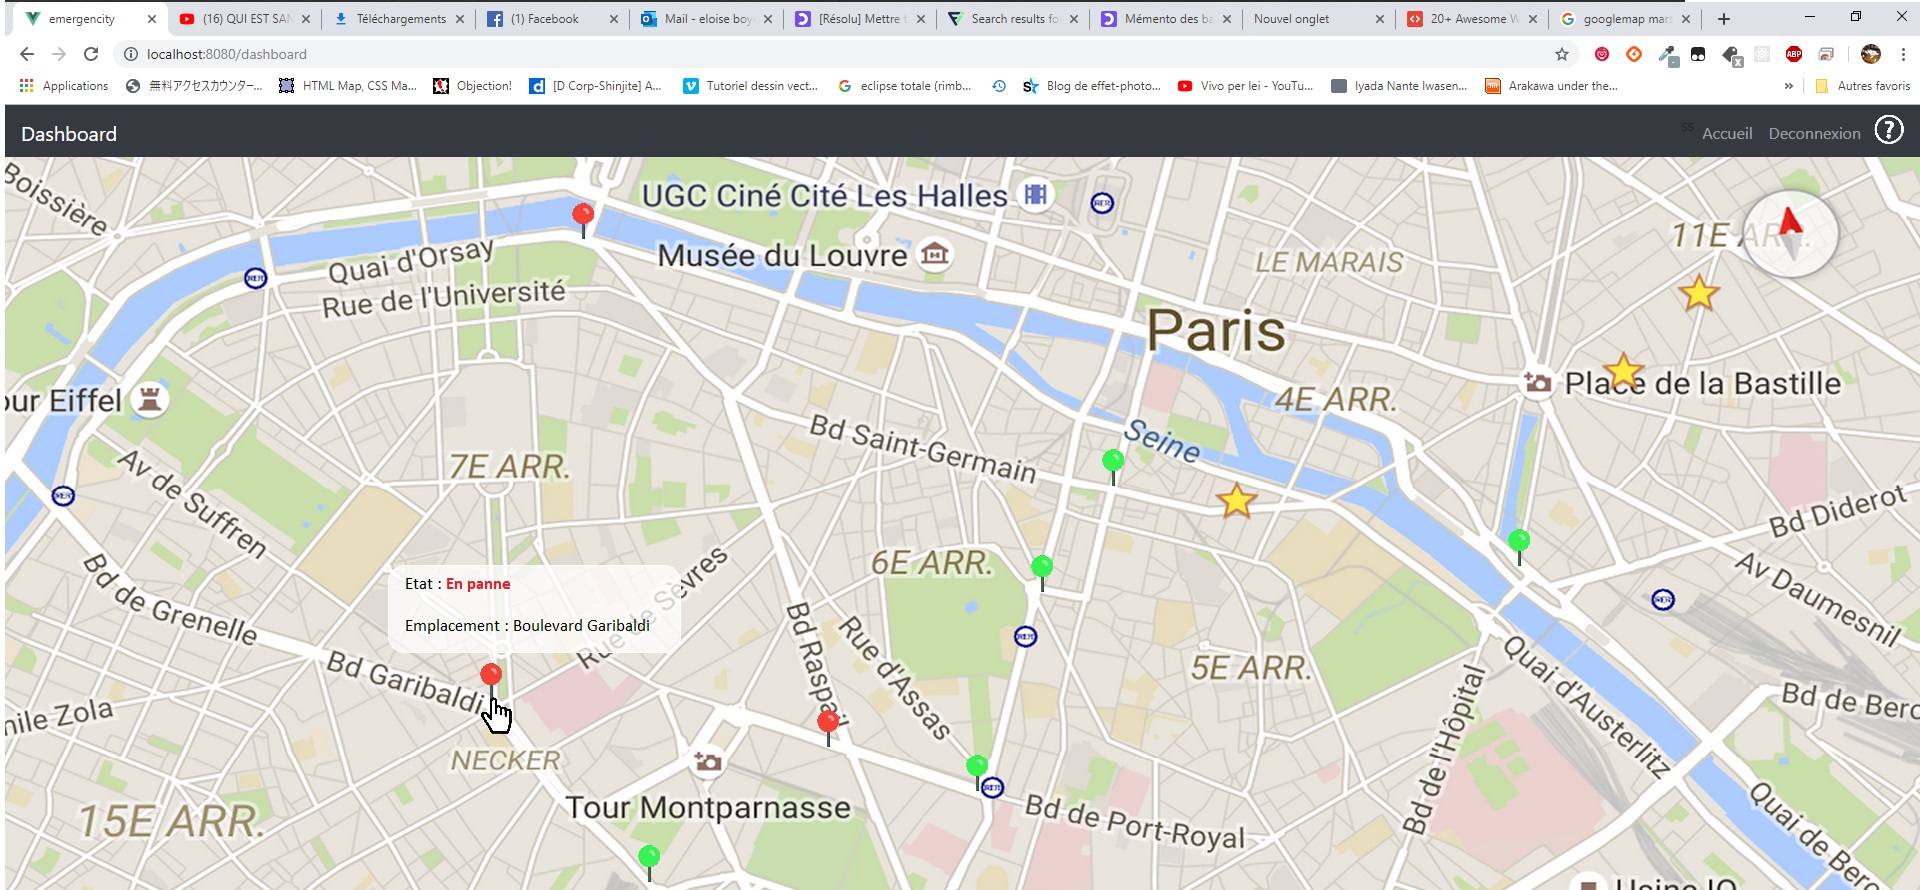 emergencity
(16) QUI EST SAN
Téléchargements
(1) Facebook
Mail - eloise boy
[Résolu] Mettre t
Search results fo
Mémento des ba
Nouvel onglet
20+ Awesome W
googlemap mars
localhost:8080/dashboard
Applications
無料アクセスカウンター...
HTML Map, CSS Ma...
Objection!
[D Corp-Shinjite] A...
Tutoriel dessin vect...
eclipse totale (rimb...
Blog de effet-photo...
Vivo per lei - YouTu...
Iyada Nante Iwasen...
Arakawa under the...
»
Autres favoris
Dashboard
ss
Accueil
Deconnexion
?
Boissière
UGC Ciné Cité Les Halles
Quai d'Orsay
Musée du Louvre
LE MARAIS
11E ARR.
Rue de l'Université
Paris
our Eiffel
Place de la Bastille
4E ARR.
Bd Saint-Germain
Seine
7E ARR.
Av de Suffren
Bd Diderot
6E ARR.
Etat : En panne
Emplacement : Boulevard Garibaldi
Rue de Sèvres
Av Daumesnil
Bd de Grenelle
Bd Raspail
Rue d'Assas
5E ARR.
Bd Garibaldi
Quai d'Austerlitz
Bd de l'Hôpital
Bd de Berc
mile Zola
NECKER
15E ARR.
Tour Montparnasse
Bd de Port-Royal
Quai de Berc